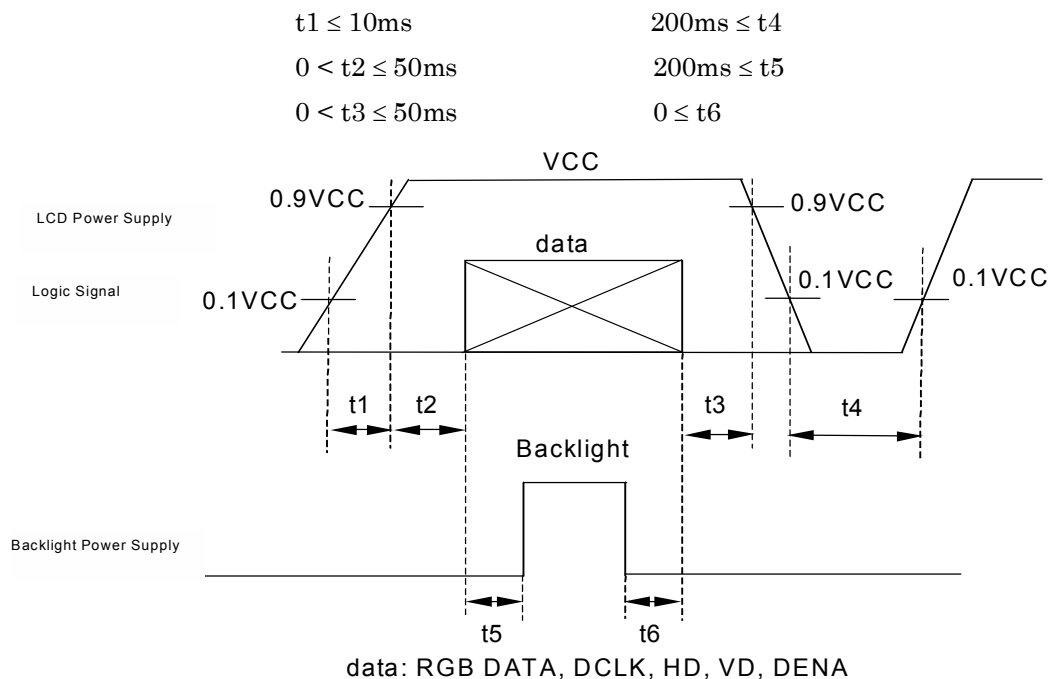 t1 ≤ 10ms 200ms ≤ t4
0 < t2 ≤ 50ms 200ms ≤ t5
0 < t3 ≤ 50ms 0 ≤ t6
VCC
LCD Power Supply 0.9VCC 0.9VCC
data
Logic Signal 0.1VCC 0.1VCC 0.1VCC
t1 t2 t3 t4
Backlight
Backlight Power Supply
t5 t6
data: RGB DATA, DCLK, HD, VD, DENA